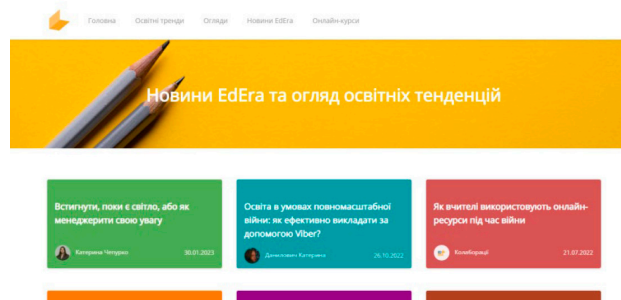 Головна Освітні тренди Огляди Новини EdEra Онлайн-курси
Новини EdEra та огляд освітніх тенденцій
Встигнути, поки є світло, або як
менеджерити свою увагу
Катерина Чепурко 30.01.2023
Освіта в умовах повномасштабної
війни: як ефективно викладати за
допомогою Viber?
Данилович Катерина 26.10.2022
Як вчителі використовують онлайн-
ресурси під час війни
Колаборації 21.07.2022